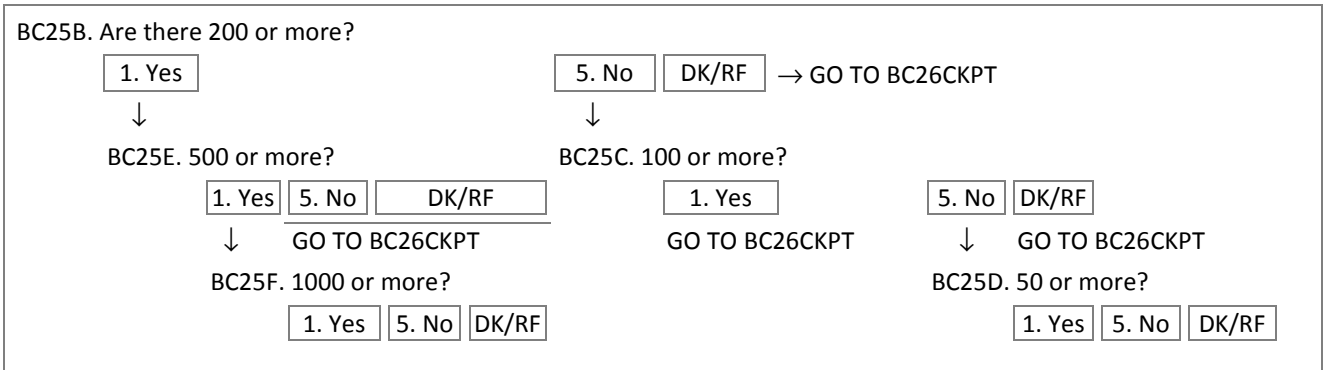 BC25B. Are there 200 or more?
1. Yes 5. No DK/RF → GO TO BC26CKPT
↓ ↓
BC25E. 500 or more? BC25C. 100 or more?
1. Yes 5. No DK/RF 1. Yes 5. No DK/RF
↓ GO TO BC26CKPT GO TO BC26CKPT ↓ GO TO BC26CKPT
BC25F. 1000 or more? BC25D. 50 or more?
1. Yes 5. No DK/RF 1. Yes 5. No DK/RF